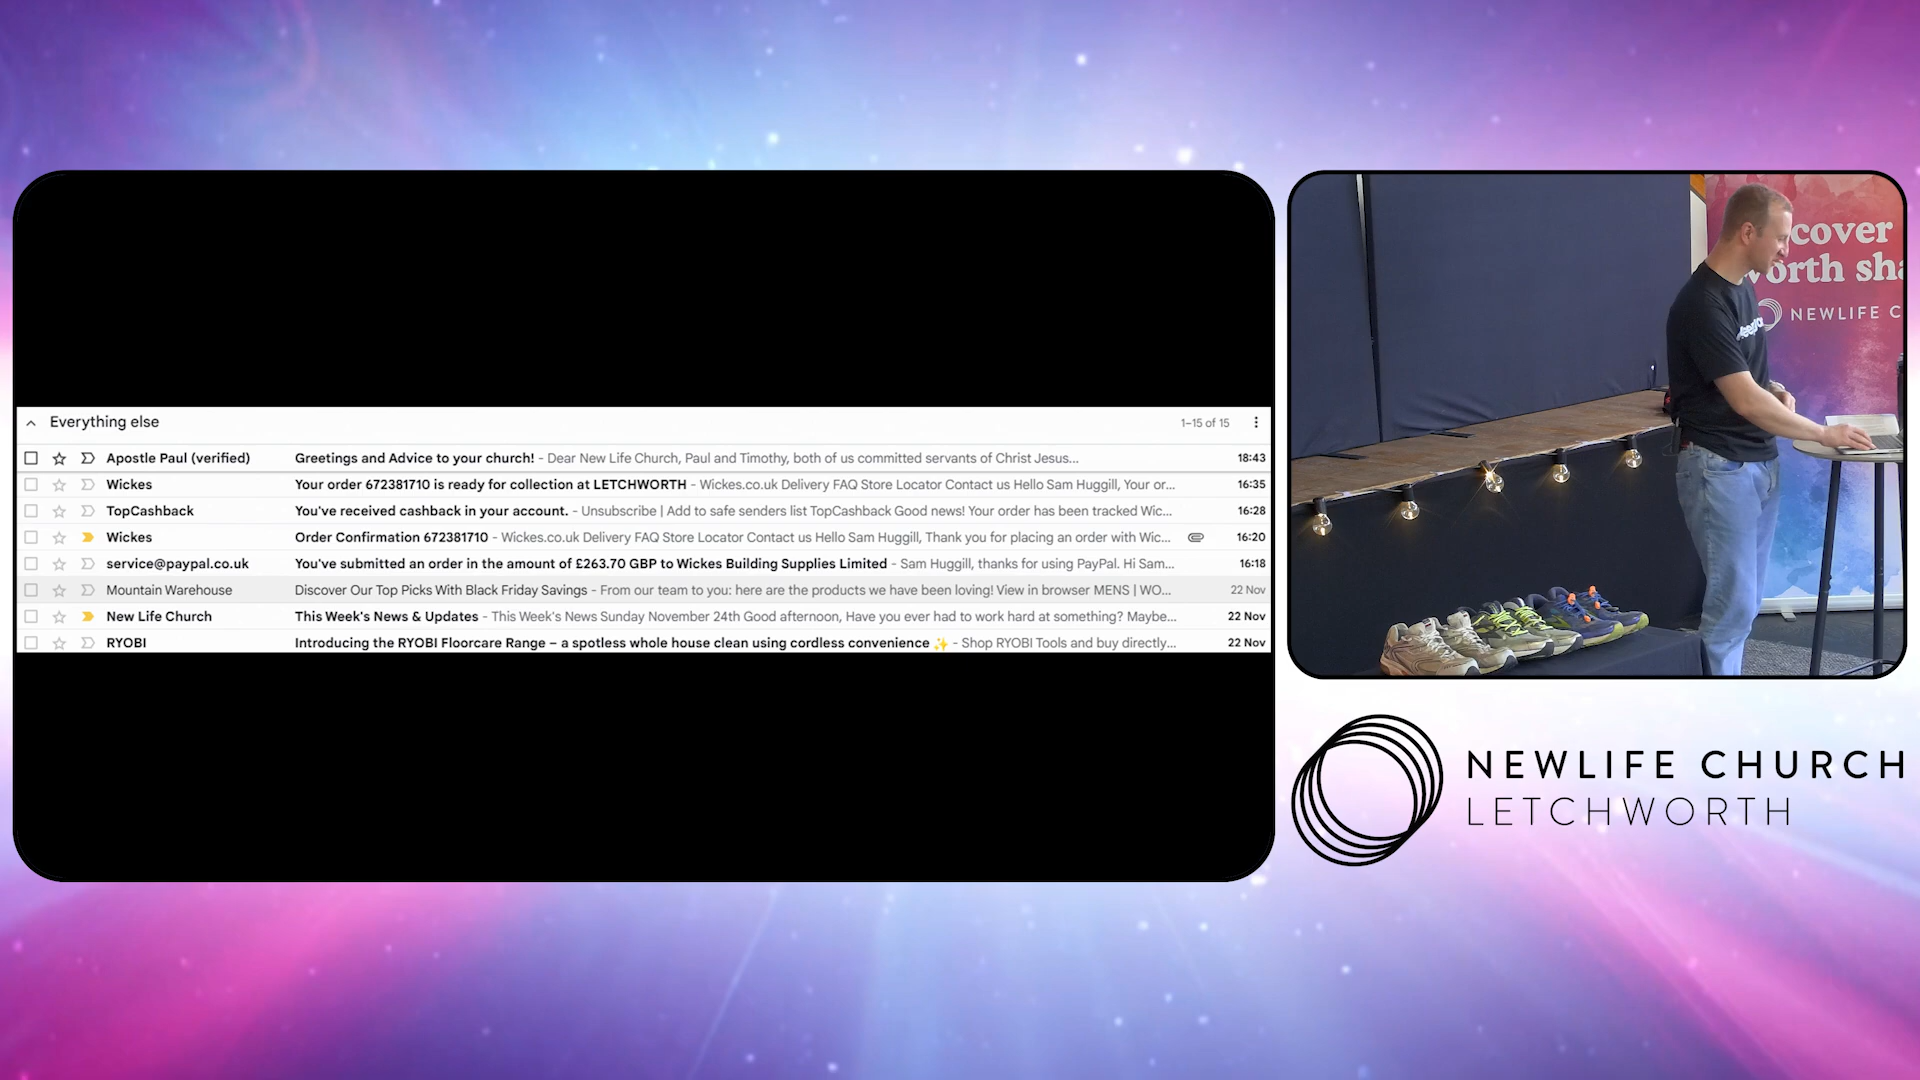 Everything else
1–15 of 15
Apostle Paul (verified) Greetings and Advice to your church! - Dear New Life Church, Paul and Timothy, both of us committed servants of Christ Jesus... 18:43
Wickes Your order 672381710 is ready for collection at LETCHWORTH - Wickes.co.uk Delivery FAQ Store Locator Contact us Hello Sam Huggill, Your or... 16:35
TopCashback You've received cashback in your account. - Unsubscribe | Add to safe senders list TopCashback Good news! Your order has been tracked Wic... 16:28
Wickes Order Confirmation 672381710 - Wickes.co.uk Delivery FAQ Store Locator Contact us Hello Sam Huggill, Thank you for placing an order with Wic... 16:20
service@paypal.co.uk You've submitted an order in the amount of £263.70 GBP to Wickes Building Supplies Limited - Sam Huggill, thanks for using PayPal. Hi Sam... 16:18
Mountain Warehouse Discover Our Top Picks With Black Friday Savings - From our team to you: here are the products we have been loving! View in browser MENS | WO... 22 Nov
New Life Church This Week's News & Updates - This Week's News Sunday November 24th Good afternoon, Have you ever had to work hard at something? Maybe... 22 Nov
RYOBI Introducing the RYOBI Floorcare Range – a spotless whole house clean using cordless convenience ✨ - Shop RYOBI Tools and buy directly... 22 Nov
cover
worth sha
NEWLIFE C
NEWLIFE CHURCH
LETCHWORTH